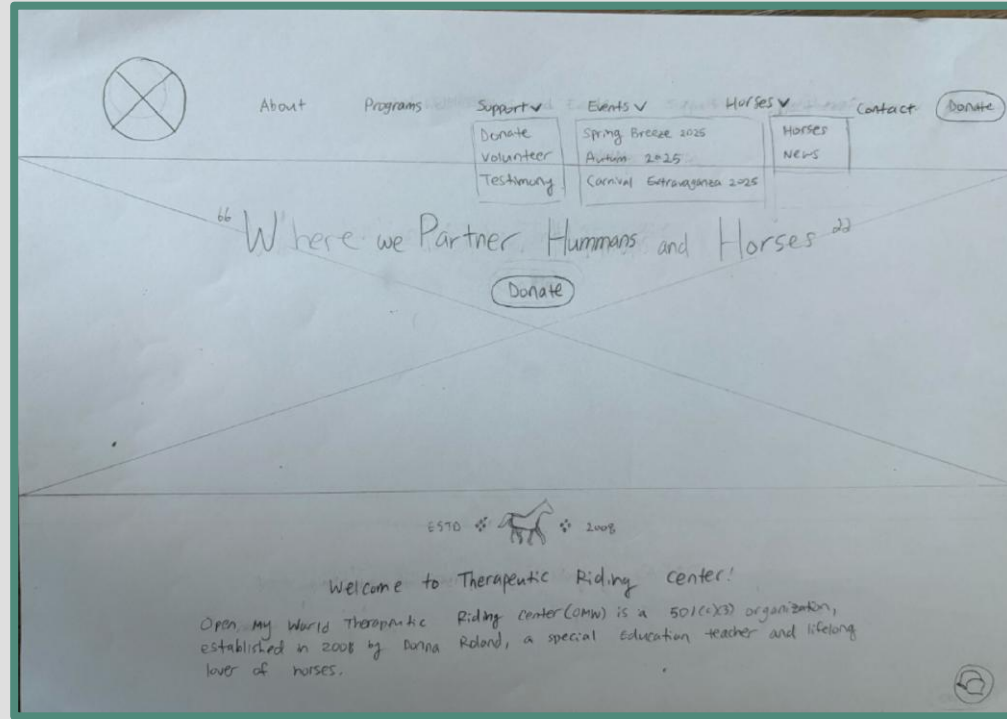 About Programs Support Events Horses Contact Donate
Donate
Volunteer
Testimony
Spring Breeze 2025
Autum 2025
Carnival Extravaganza 2025
Horses
News
“Where we Partner Hummans and Horses”
Donate
ESTD 2008
Welcome to Therapeutic Riding center!
Open My World Therapeutic Riding center (OMW) is a 501(c)(3) organization,
established in 2008 by Donna Roland, a special Education teacher and lifelong
lover of horses.